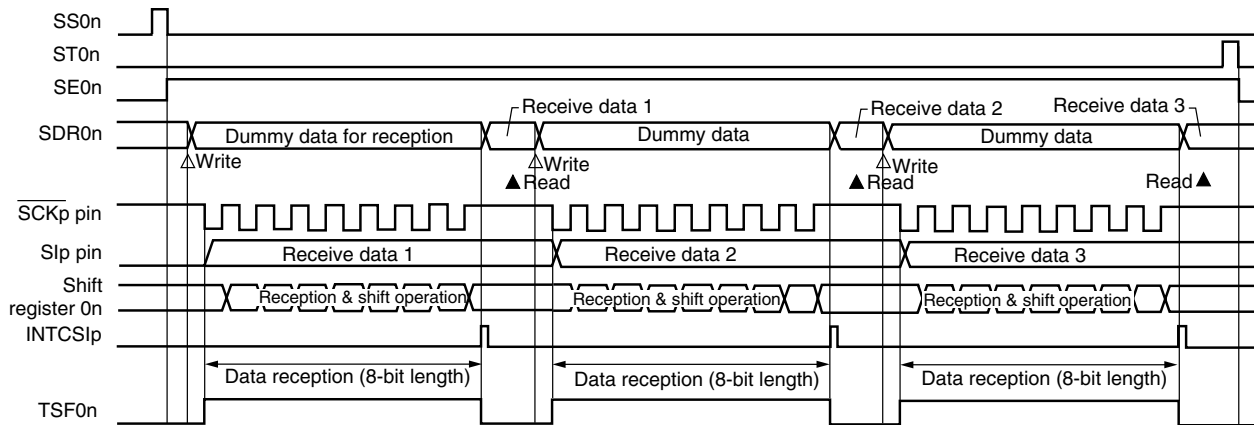 SS0n
ST0n
SE0n
Receive data 1
Receive data 2
Receive data 3
SDR0n
Dummy data for reception
Dummy data
Dummy data
△Write
△Write
△Write
▲Read
▲Read
Read▲
SCKp pin
SIp pin
Receive data 1
Receive data 2
Receive data 3
Shift
register 0n
Reception & shift operation
Reception & shift operation
Reception & shift operation
INTCSIp
Data reception (8-bit length)
Data reception (8-bit length)
Data reception (8-bit length)
TSF0n